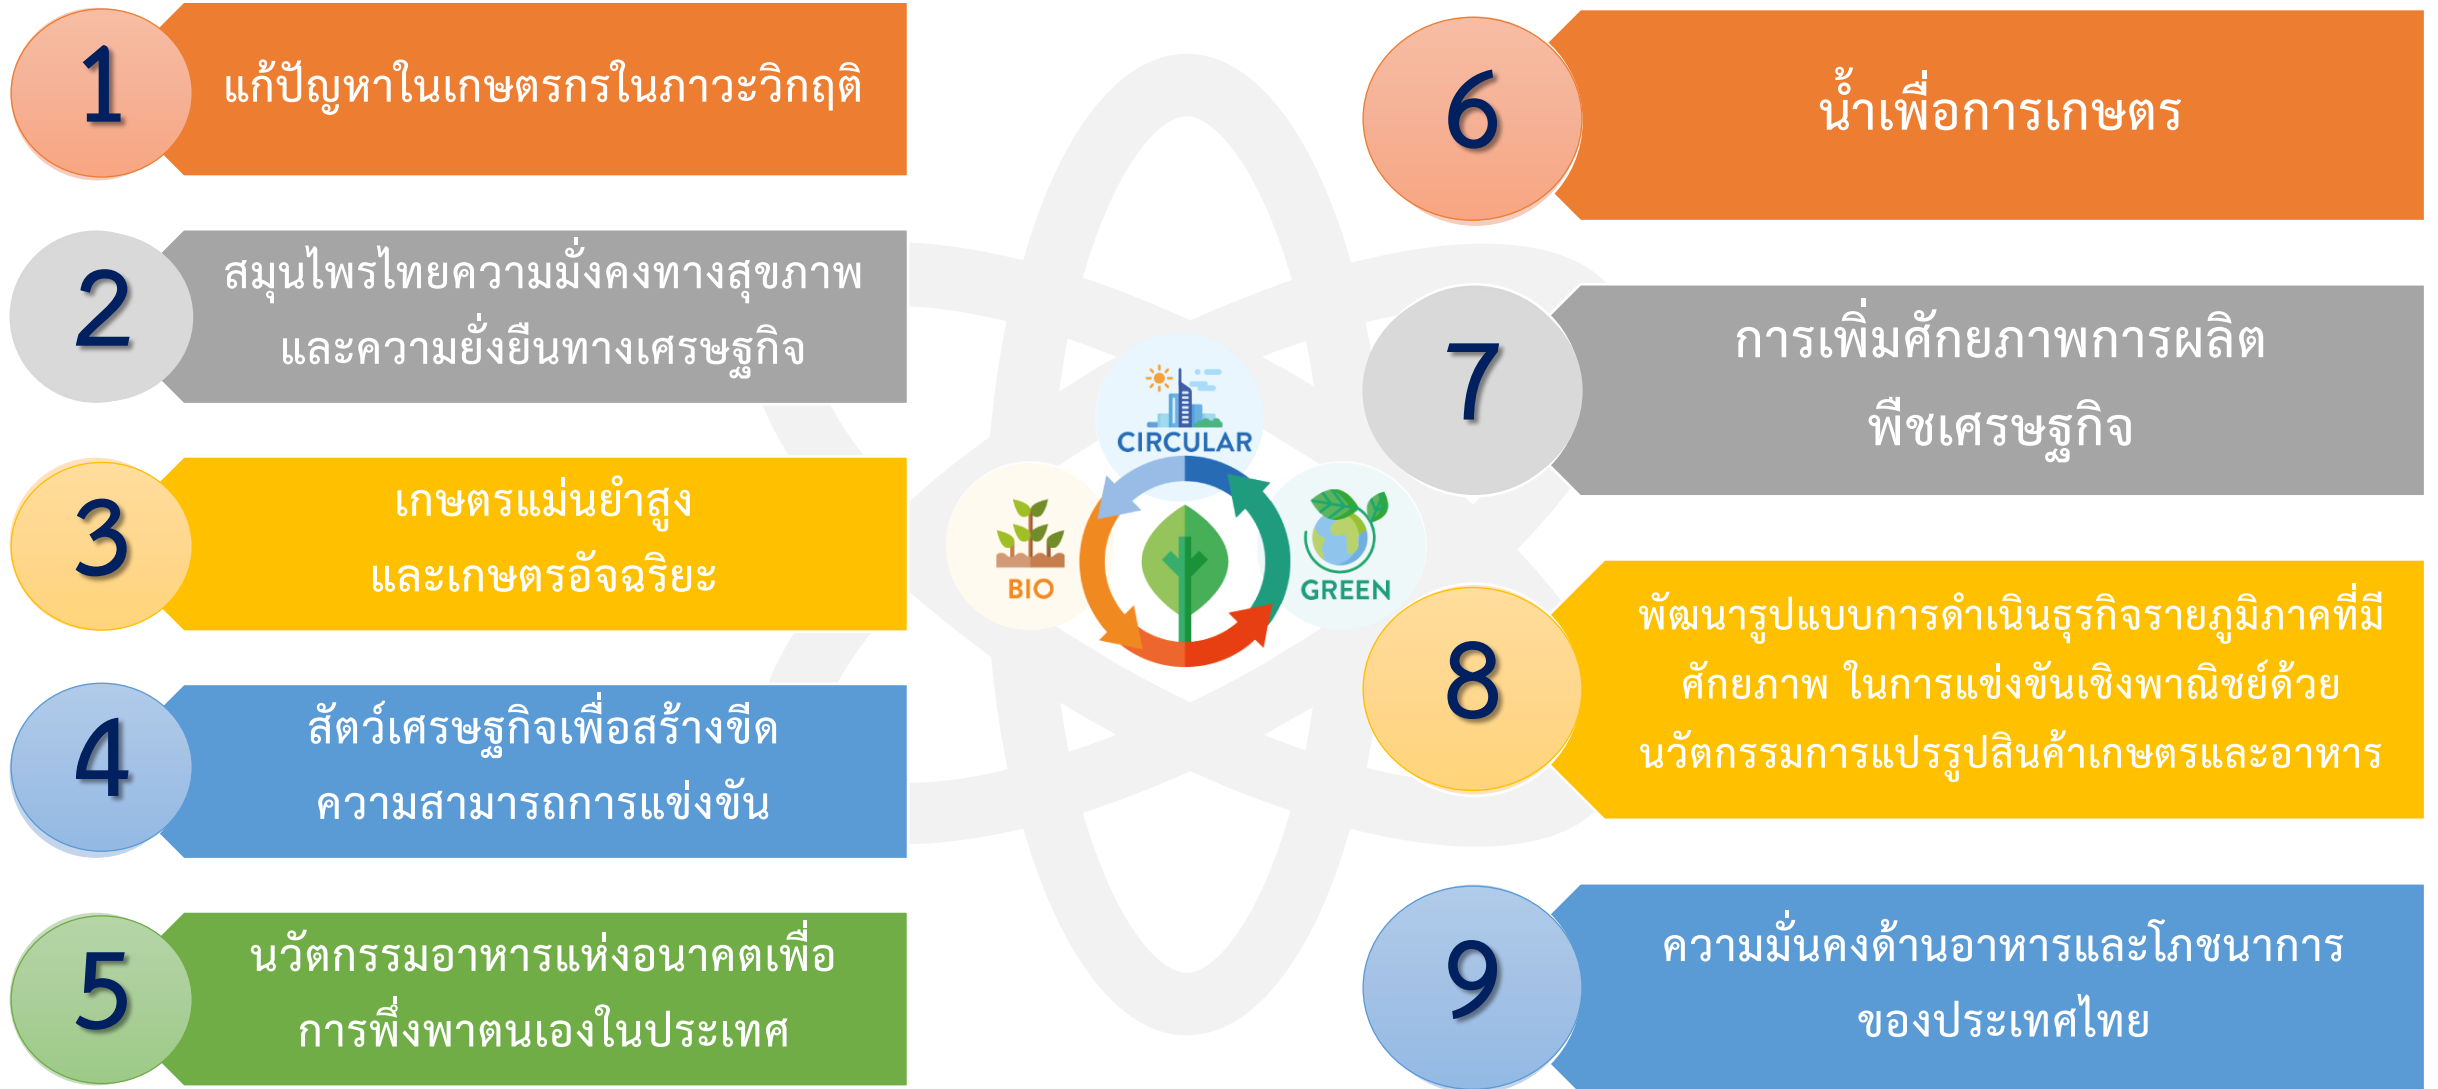 1
แก้ปัญหาในเกษตรกรในภาวะวิกฤติ
2
สมุนไพรไทยความมั่งคงทางสุขภาพ
และความยั่งยืนทางเศรษฐกิจ
3
เกษตรแม่นยำสูง
และเกษตรอัจฉริยะ
4
สัตว์เศรษฐกิจเพื่อสร้างขีด
ความสามารถการแข่งขัน
5
นวัตกรรมอาหารแห่งอนาคตเพื่อ
การพึ่งพาตนเองในประเทศ
CIRCULAR
BIO
GREEN
6
น้ำเพื่อการเกษตร
7
การเพิ่มศักยภาพการผลิต
พืชเศรษฐกิจ
8
พัฒนารูปแบบการดำเนินธุรกิจรายภูมิภาคที่มี
ศักยภาพ ในการแข่งขันเชิงพาณิชย์ด้วย
นวัตกรรมการแปรรูปสินค้าเกษตรและอาหาร
9
ความมั่นคงด้านอาหารและโภชนาการ
ของประเทศไทย